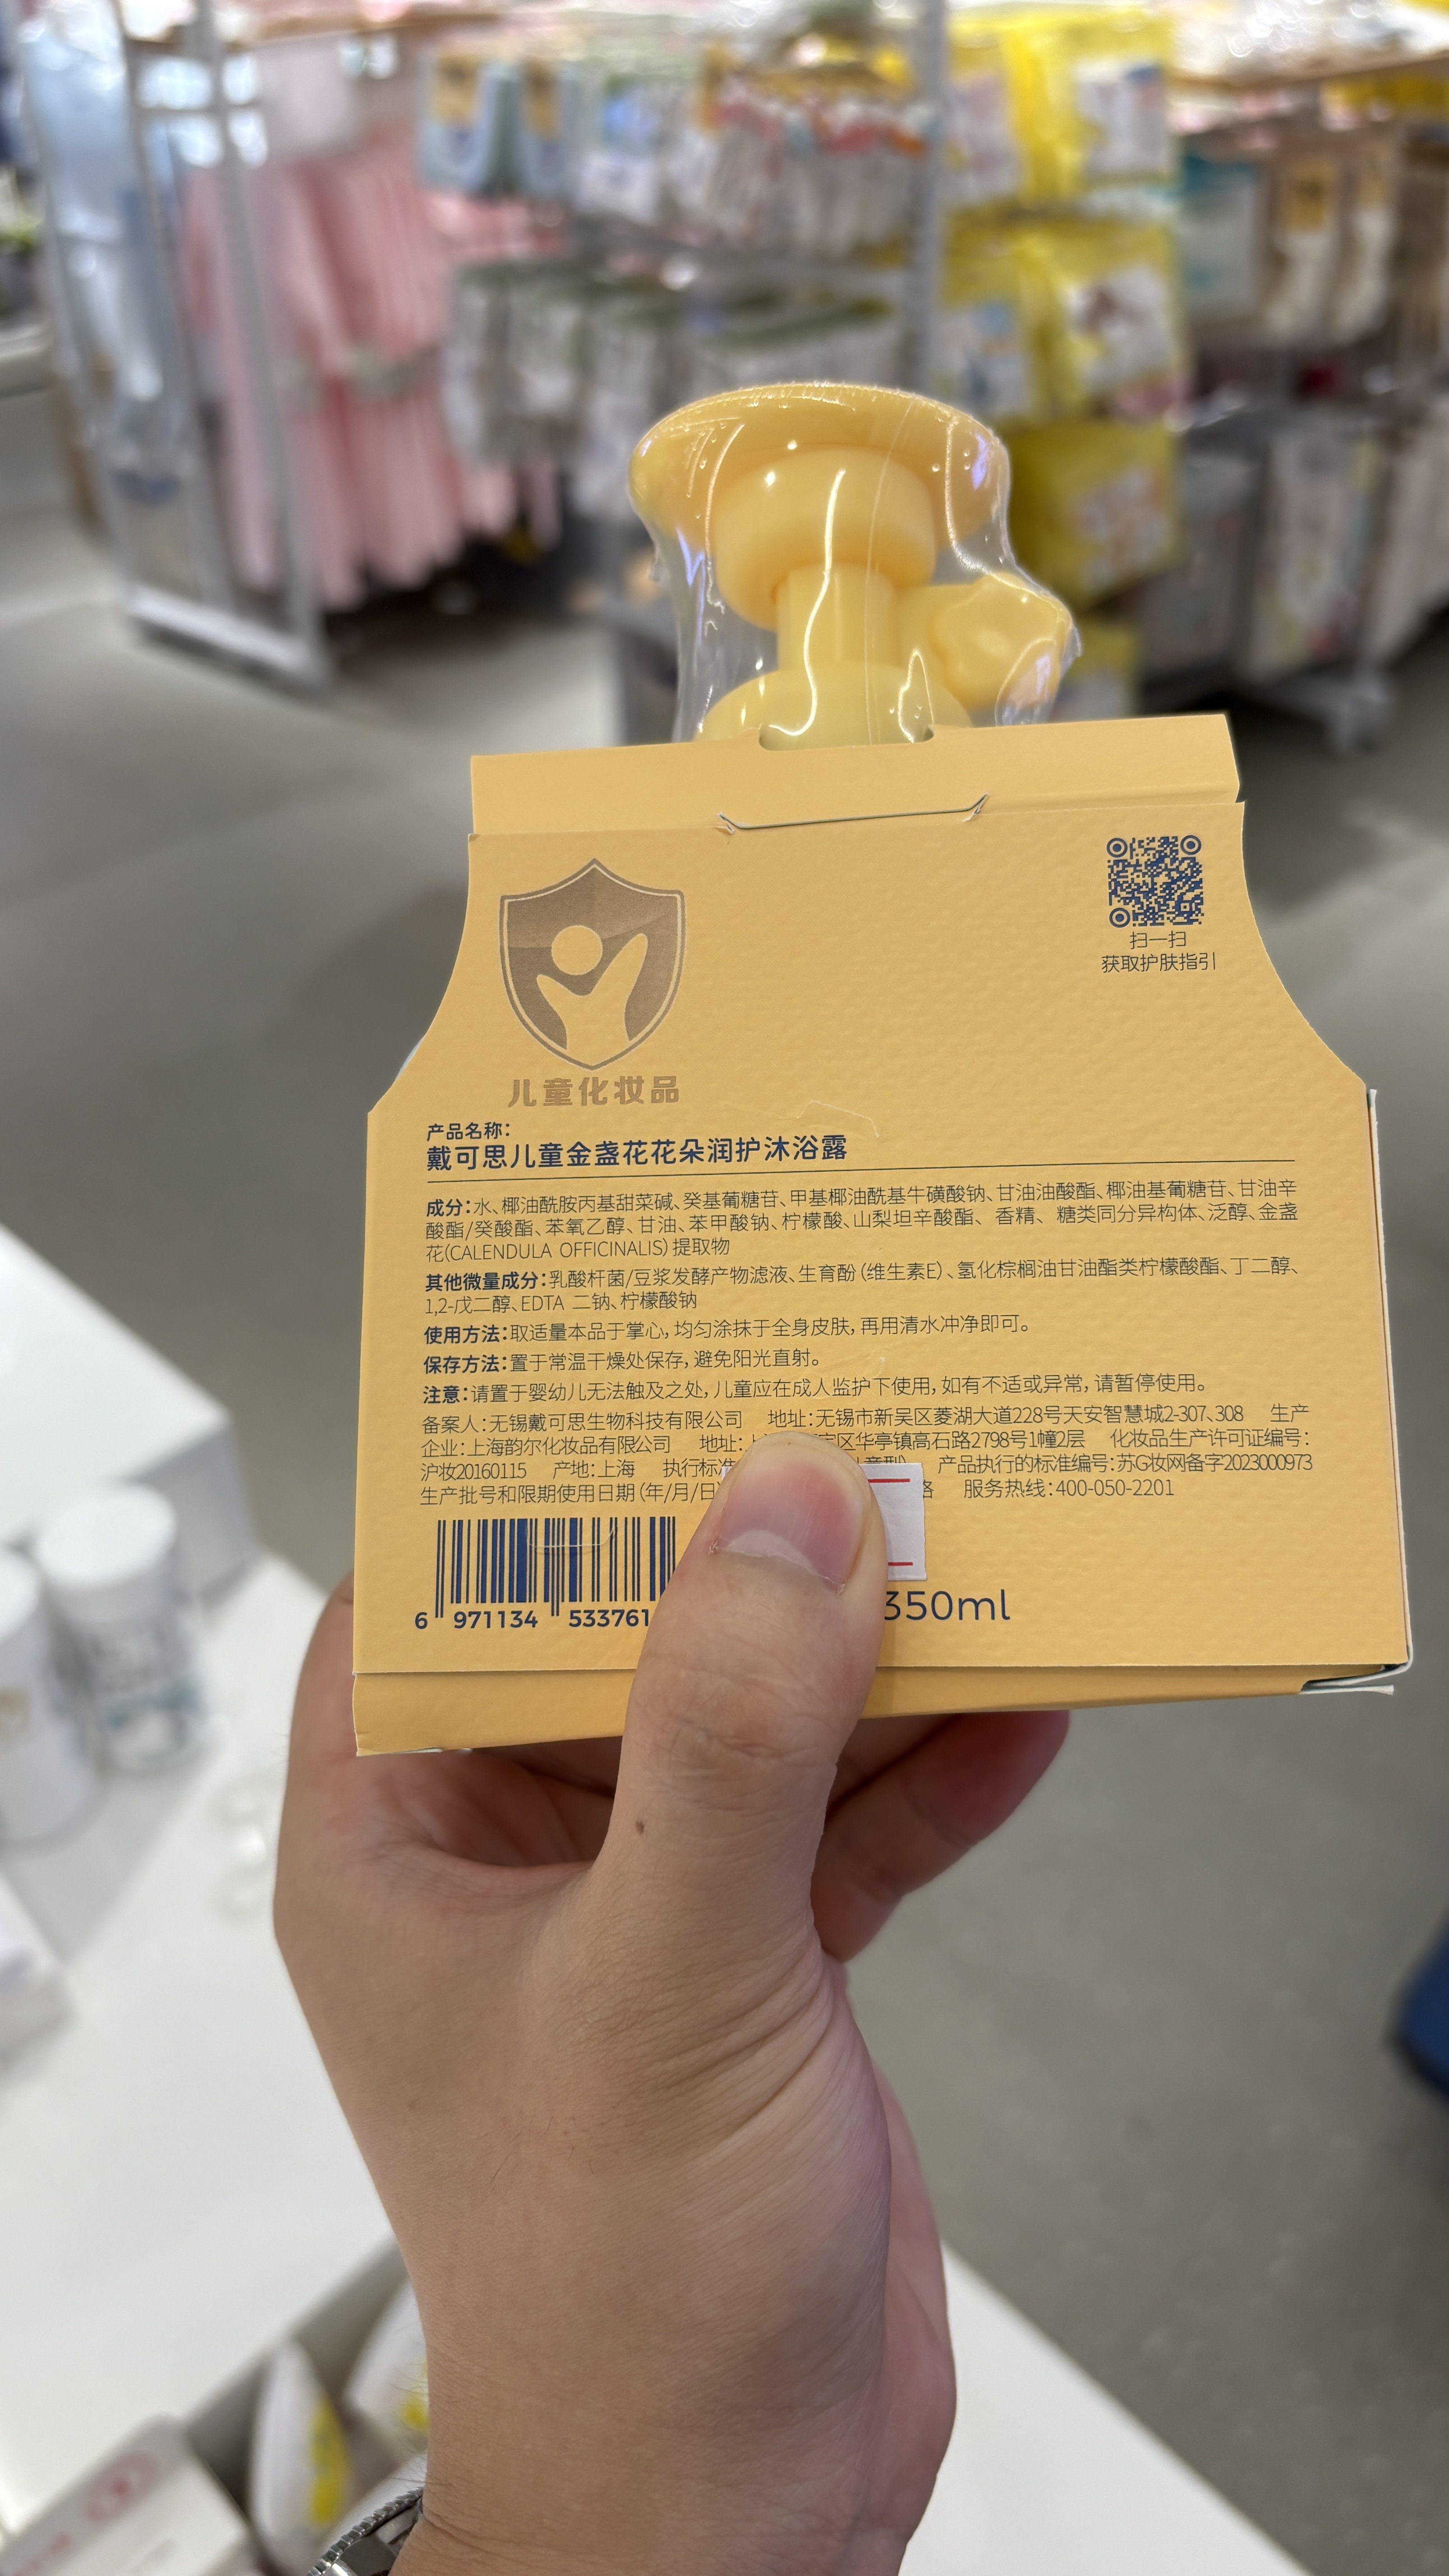 扫一扫
获取护肤指引
儿童化妆品
产品名称：
戴可思儿童金盏花花朵润护沐浴露
成分：水、椰油酰胺丙基甜菜碱、癸基葡糖苷、甲基椰油酰基牛磺酸钠、甘油油酸酯、椰油基葡糖苷、甘油辛
酸酯/癸酸酯、苯氧乙醇、甘油、苯甲酸钠、柠檬酸、山梨坦辛酸酯、香精、糖类同分异构体、泛醇、金盏
花(CALENDULA OFFICINALIS)提取物
其他微量成分：乳酸杆菌/豆浆发酵产物滤液、生育酚（维生素E）、氢化棕榈油甘油酯类柠檬酸酯、丁二醇、
1,2-戊二醇、EDTA 二钠、柠檬酸钠
使用方法：取适量本品于掌心，均匀涂抹于全身皮肤，再用清水冲净即可。
保存方法：置于常温干燥处保存，避免阳光直射。
注意：请置于婴幼儿无法触及之处，儿童应在成人监护下使用，如有不适或异常，请暂停使用。
备案人：无锡戴可思生物科技有限公司 地址：无锡市新吴区菱湖大道228号天安智慧城2-307、308 生产
企业：上海韵尔化妆品有限公司 地址： 区华亭镇高石路2798号1幢2层 化妆品生产许可证编号：
沪妆20160115 产地：上海 执行标准 产品执行的标准编号：苏G妆网备字2023000973
生产批号和限期使用日期（年/月/日） 服务热线：400-050-2201
6 971134 533761
350ml